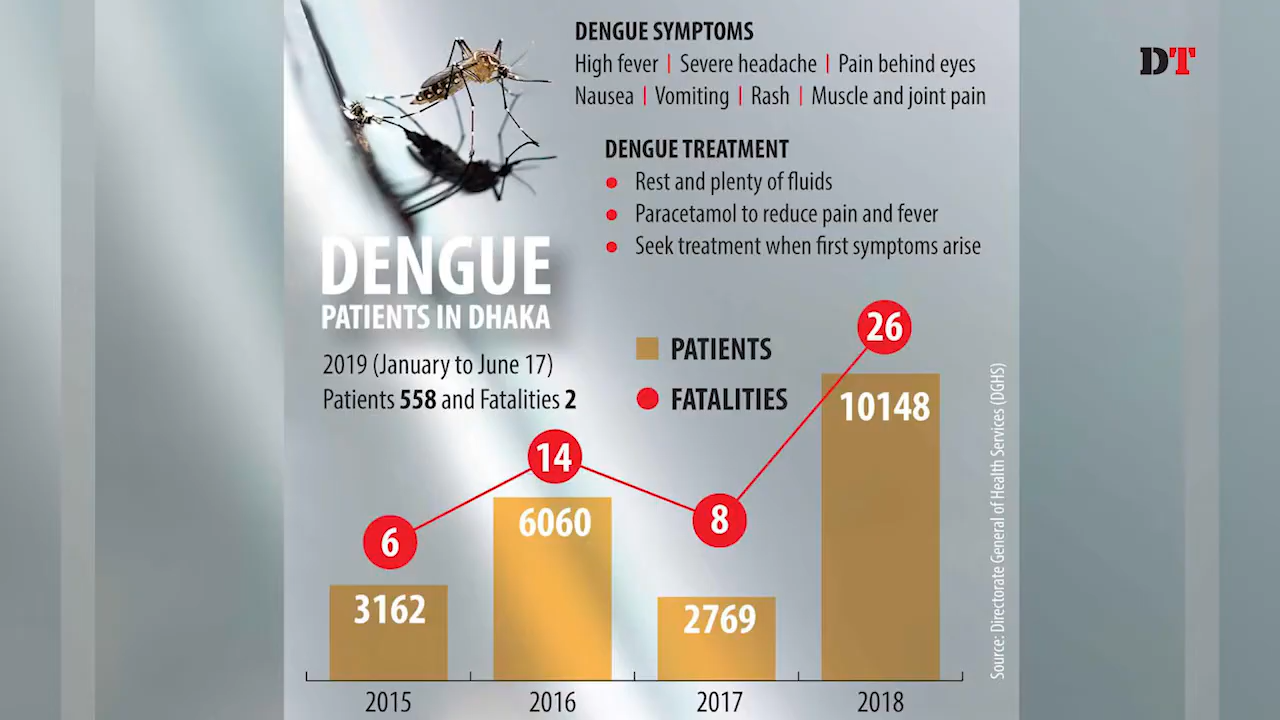 DENGUE SYMPTOMS
High fever | Severe headache | Pain behind eyes
Nausea | Vomiting | Rash | Muscle and joint pain
DT
DENGUE TREATMENT
Rest and plenty of fluids
Paracetamol to reduce pain and fever
Seek treatment when first symptoms arise
DENGUE
PATIENTS IN DHAKA
2019 (January to June 17)
Patients 558 and Fatalities 2
PATIENTS
FATALITIES
6
14
8
26
3162
6060
2769
10148
2015
2016
2017
2018
Source: Directorate General of Health Services (DGHS)